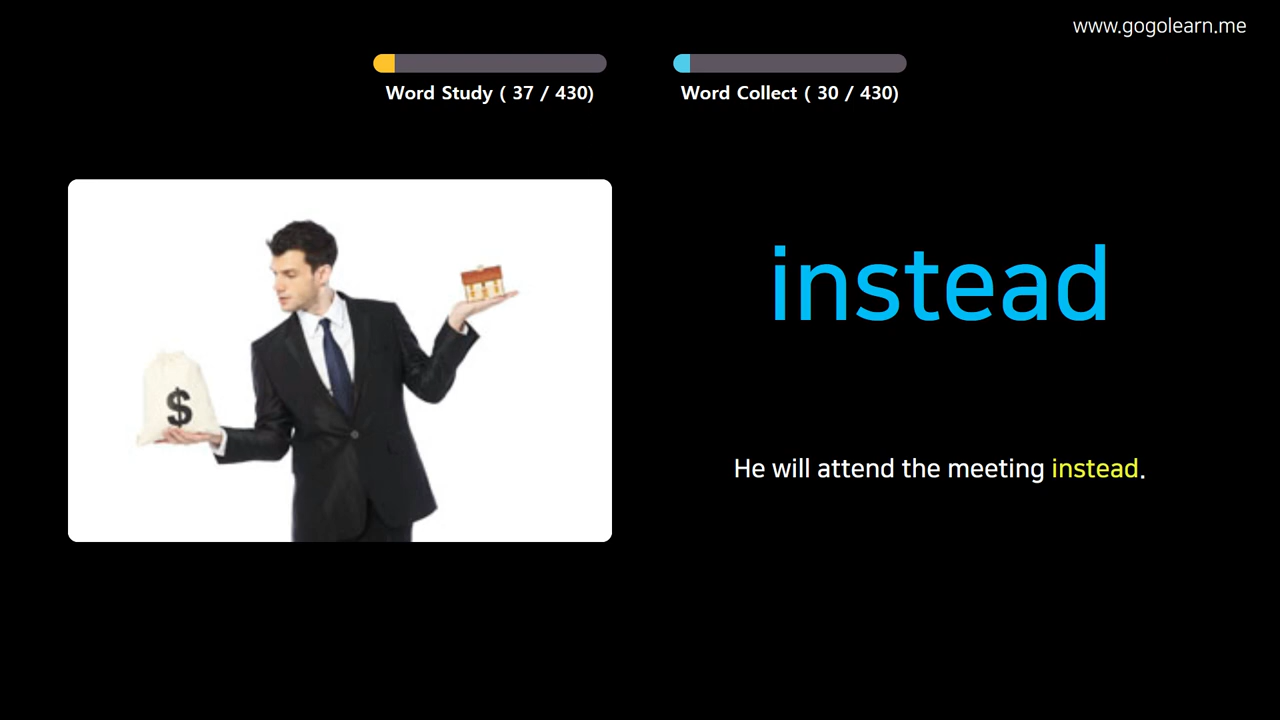 www.gogolearn.me
Word Study ( 37 / 430)
Word Collect ( 30 / 430)
$
instead
He will attend the meeting instead.